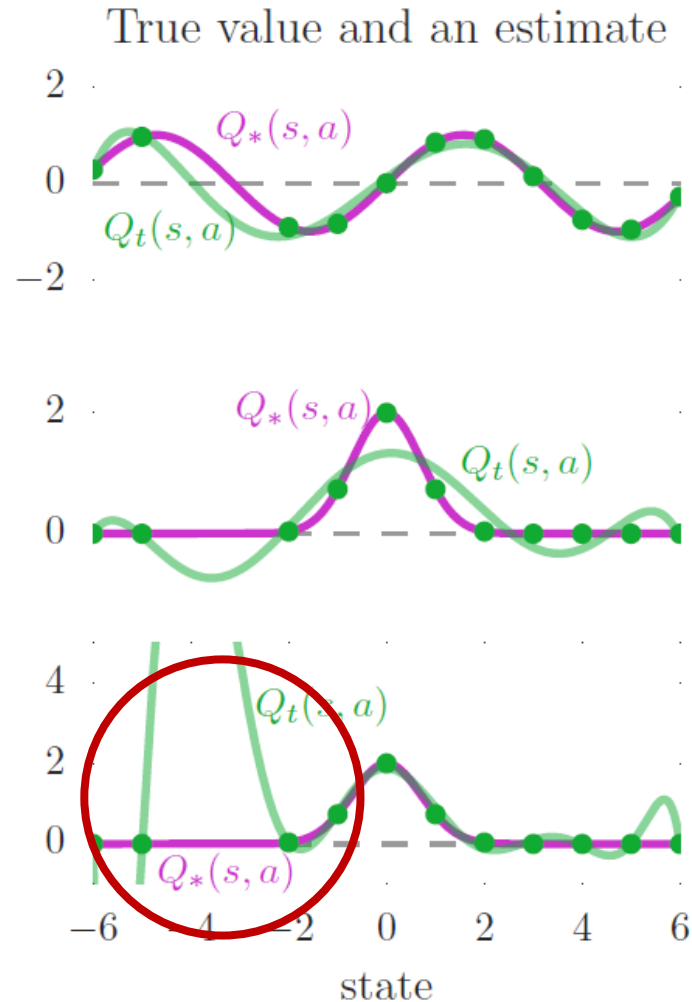 True value and an estimate
2
Q*(s, a)
0
Qt(s, a)
−2
2
Q*(s, a)
Qt(s, a)
0
4
Qt(s, a)
2
0
Q*(s, a)
−6 −4 −2 0 2 4 6
state